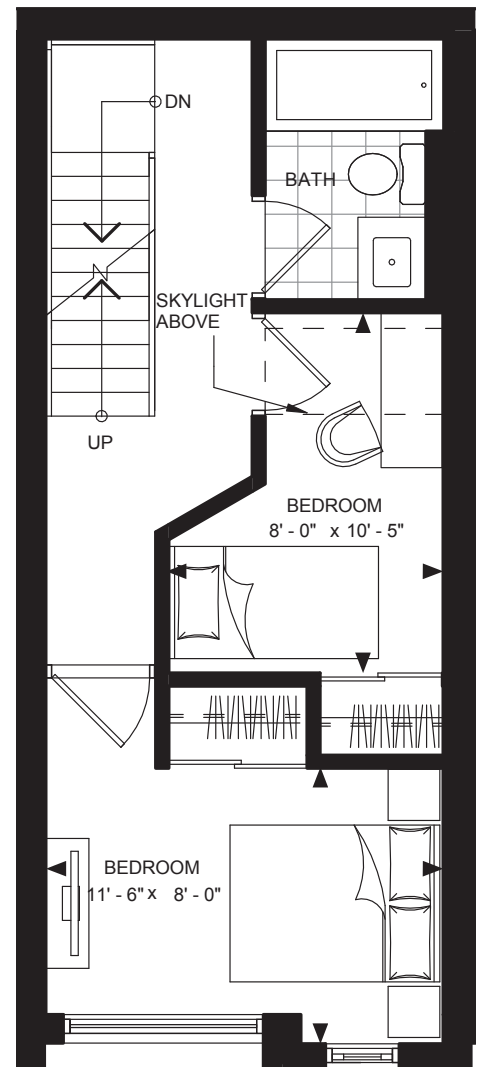 DN
BATH
SKYLIGHT
ABOVE
UP
BEDROOM
8' - 0" x 10' - 5"
BEDROOM
11' - 6" x 8' - 0"